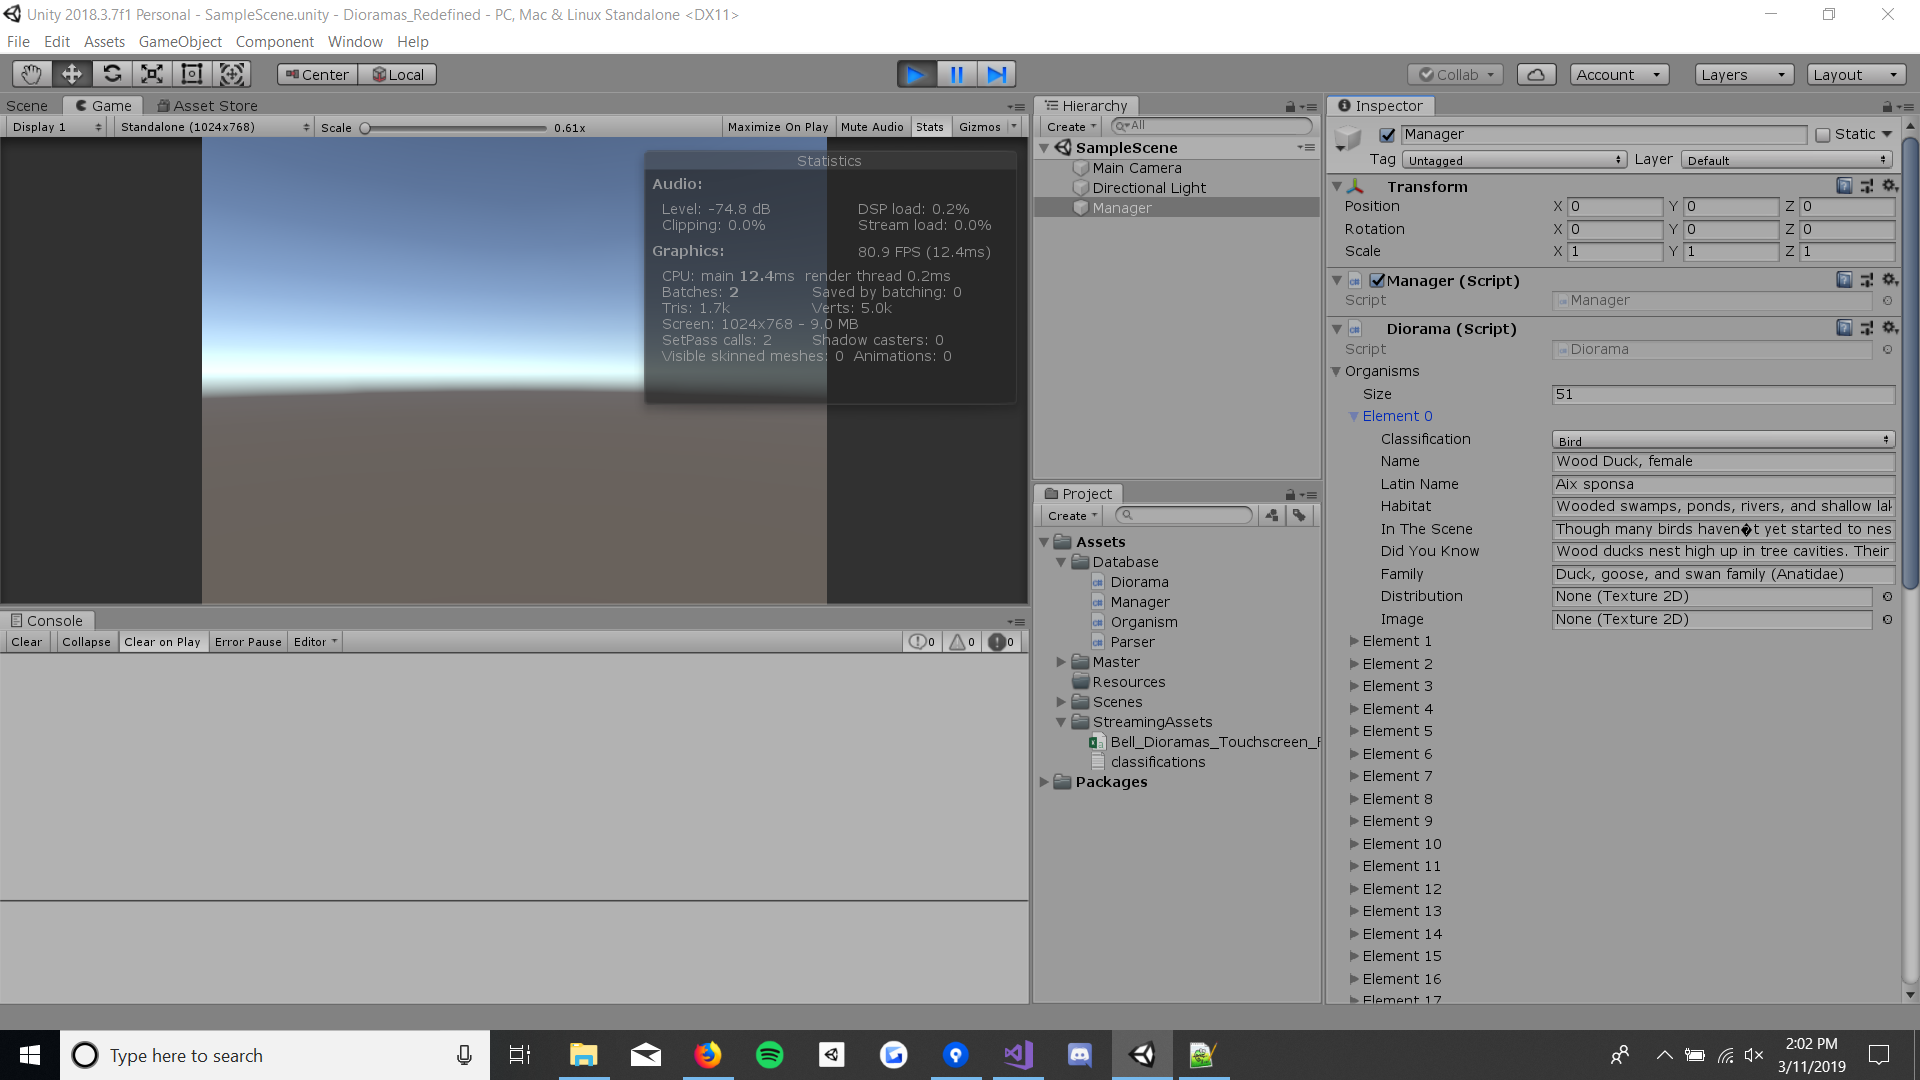 Unity 2018.3.7f1 Personal - SampleScene.unity - Dioramas_Redefined - PC, Mac & Linux Standalone <DX11>
File Edit Assets GameObject Component Window Help
Center Local
Collab Account Layers Layout
Scene Game Asset Store
Display 1 Standalone (1024x768) Scale 0.61x Maximize On Play Mute Audio Stats Gizmos
Statistics
Audio:
Level: -74.8 dB DSP load: 0.2%
Clipping: 0.0% Stream load: 0.0%
Graphics: 80.9 FPS (12.4ms)
CPU: main 12.4ms render thread 0.2ms
Batches: 2 Saved by batching: 0
Tris: 1.7k Verts: 5.0k
Screen: 1024x768 - 9.0 MB
SetPass calls: 2 Shadow casters: 0
Visible skinned meshes: 0 Animations: 0
Console
Clear Collapse Clear on Play Error Pause Editor 0 0 0
Hierarchy
Create All
SampleScene
Main Camera
Directional Light
Manager
Project
Create
Assets
Database
Diorama
Manager
Organism
Parser
Master
Resources
Scenes
StreamingAssets
Bell_Dioramas_Touchscreen_F
classifications
Packages
Inspector
Manager Static
Tag Untagged Layer Default
Transform
Position X 0 Y 0 Z 0
Rotation X 0 Y 0 Z 0
Scale X 1 Y 1 Z 1
Manager (Script)
Script Manager
Diorama (Script)
Script Diorama
Organisms
Size 51
Element 0
Classification Bird
Name Wood Duck, female
Latin Name Aix sponsa
Habitat Wooded swamps, ponds, rivers, and shallow lak
In The Scene Though many birds haven�t yet started to nes
Did You Know Wood ducks nest high up in tree cavities. Their
Family Duck, goose, and swan family (Anatidae)
Distribution None (Texture 2D)
Image None (Texture 2D)
Element 1
Element 2
Element 3
Element 4
Element 5
Element 6
Element 7
Element 8
Element 9
Element 10
Element 11
Element 12
Element 13
Element 14
Element 15
Element 16
Element 17
Type here to search
2:02 PM
3/11/2019